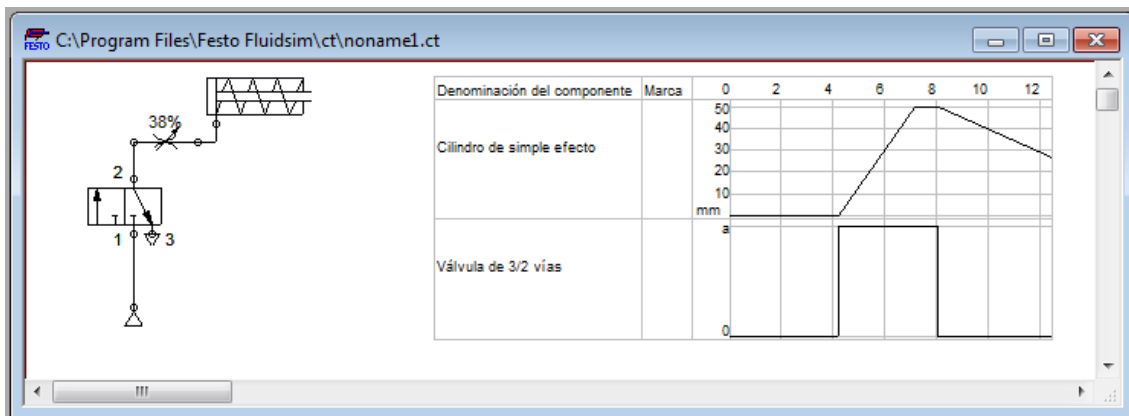 FESTO C:\Program Files\Festo Fluidsim\ct\noname1.ct
Denominación del componente Marca 0 2 4 6 8 10 12
38%
2
1 3
Cilindro de simple efecto
50
40
30
20
10
mm
Válvula de 3/2 vías
a
0